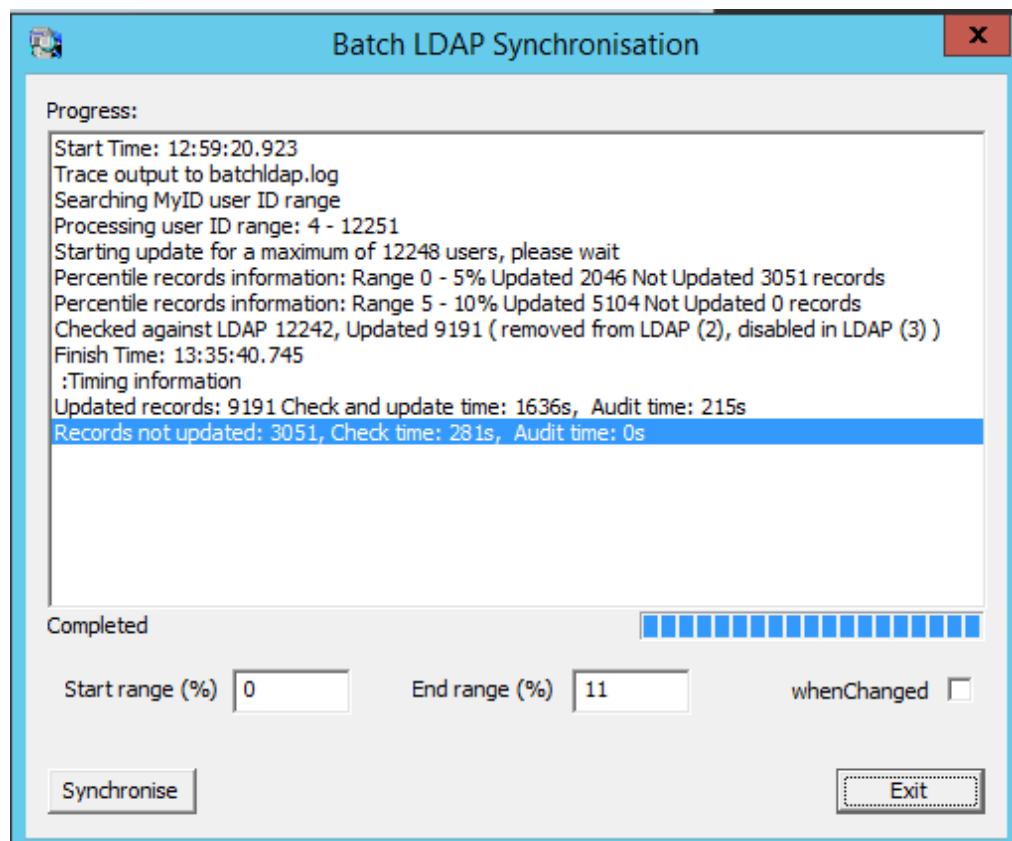 Batch LDAP Synchronisation
x
Progress:
Start Time: 12:59:20.923
Trace output to batchldap.log
Searching MyID user ID range
Processing user ID range: 4 - 12251
Starting update for a maximum of 12248 users, please wait
Percentile records information: Range 0 - 5% Updated 2046 Not Updated 3051 records
Percentile records information: Range 5 - 10% Updated 5104 Not Updated 0 records
Checked against LDAP 12242, Updated 9191 ( removed from LDAP (2), disabled in LDAP (3) )
Finish Time: 13:35:40.745
:Timing information
Updated records: 9191 Check and update time: 1636s,  Audit time: 215s
Records not updated: 3051, Check time: 281s,  Audit time: 0s
Completed
Start range (%) 0 End range (%) 11 whenChanged
Synchronise Exit